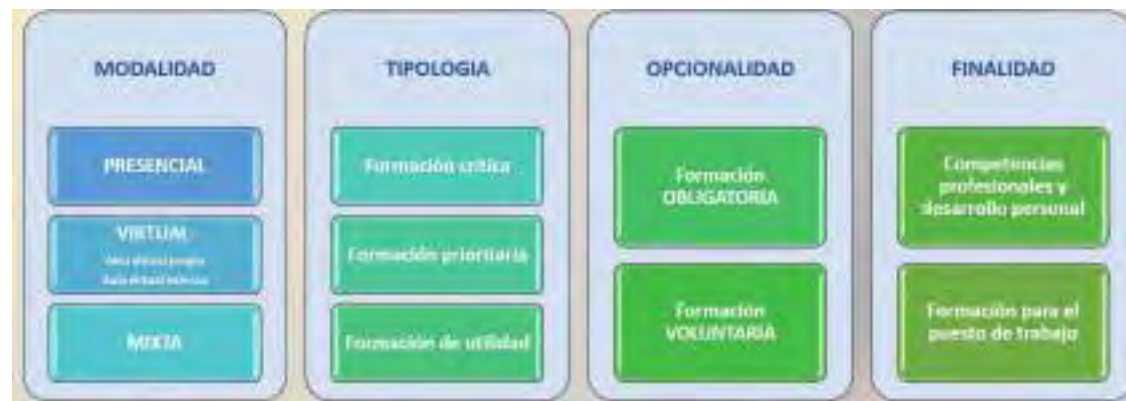 MODALIDAD
PRESENCIAL
VIRTUAL
MIXTA
TIPOLOGIA
Formación crítica
Formación prioritaria
Formación de utilidad
OPCIONALIDAD
Formación
OBLIGATORIA
Formación
VOLUNTARIA
FINALIDAD
Competencias
profesionales y
desarrollo personal
Formación para el
puesto de trabajo